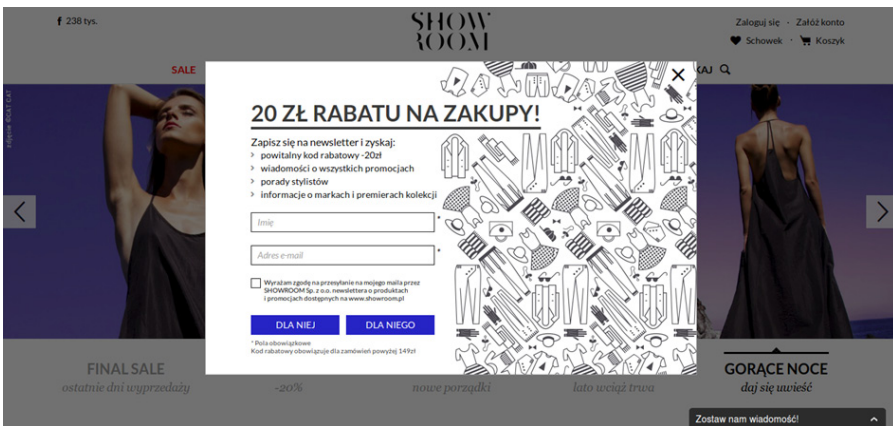 238 tys.
SHOW
ROOM
Zaloguj się · Załóż konto
Schowek · Koszyk
SALE
KAJ
zdjęcie ©CAT CAT
20 ZŁ RABATU NA ZAKUPY!
Zapisz się na newsletter i zyskaj:
> powitalny kod rabatowy -20zł
> wiadomości o wszystkich promocjach
> porady stylistów
> informacje o markach i premierach kolekcji
Imię *
Adres e-mail *
Wyrażam zgodę na przesyłanie na mojego maila przez
SHOWROOM Sp. z o.o. newslettera o produktach
i promocjach dostępnych na www.showroom.pl
DLA NIEJ DLA NIEGO
* Pola obowiązkowe
Kod rabatowy obowiązuje dla zamówień powyżej 149zł
FINAL SALE
ostatnie dni wyprzedaży
-20%
nowe porządki
lato wciąż trwa
GORĄCE NOCE
daj się uwieść
Zostaw nam wiadomość!